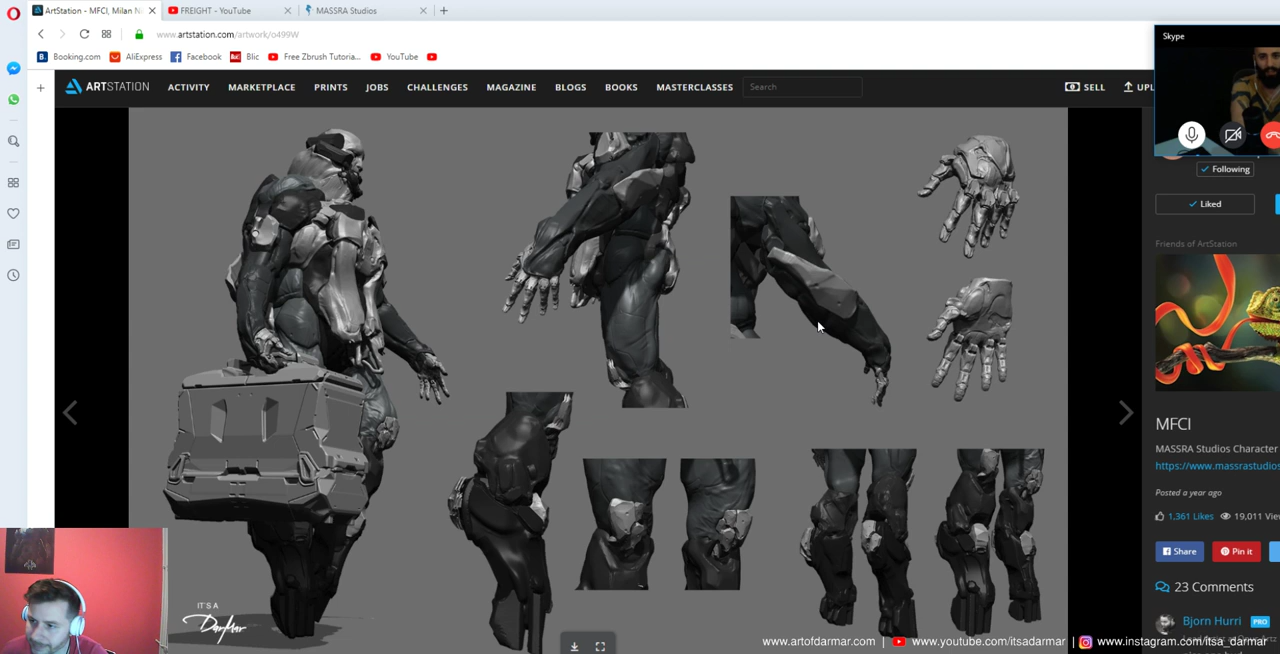 ArtStation - MFCI, Milan Ni
FREIGHT - YouTube
MASSRA Studios
www.artstation.com/artwork/o499W
B. Booking.com
AliExpress
Facebook
Blic
Free Zbrush Tutoria...
YouTube
Skype
ARTSTATION
ACTIVITY
MARKETPLACE
PRINTS
JOBS
CHALLENGES
MAGAZINE
BLOGS
BOOKS
MASTERCLASSES
Search
SELL
UPL
Following
Liked
Friends of ArtStation
MFCI
MASSRA Studios Character
https://www.massrastudios
Posted a year ago
1,361 Likes
19,011 View
Share
Pin it
23 Comments
Bjorn Hurri PRO
IT'S A
DarMar
www.artofdarmar.com | www.youtube.com/itsadarmar | www.instagram.com/itsa_darmar